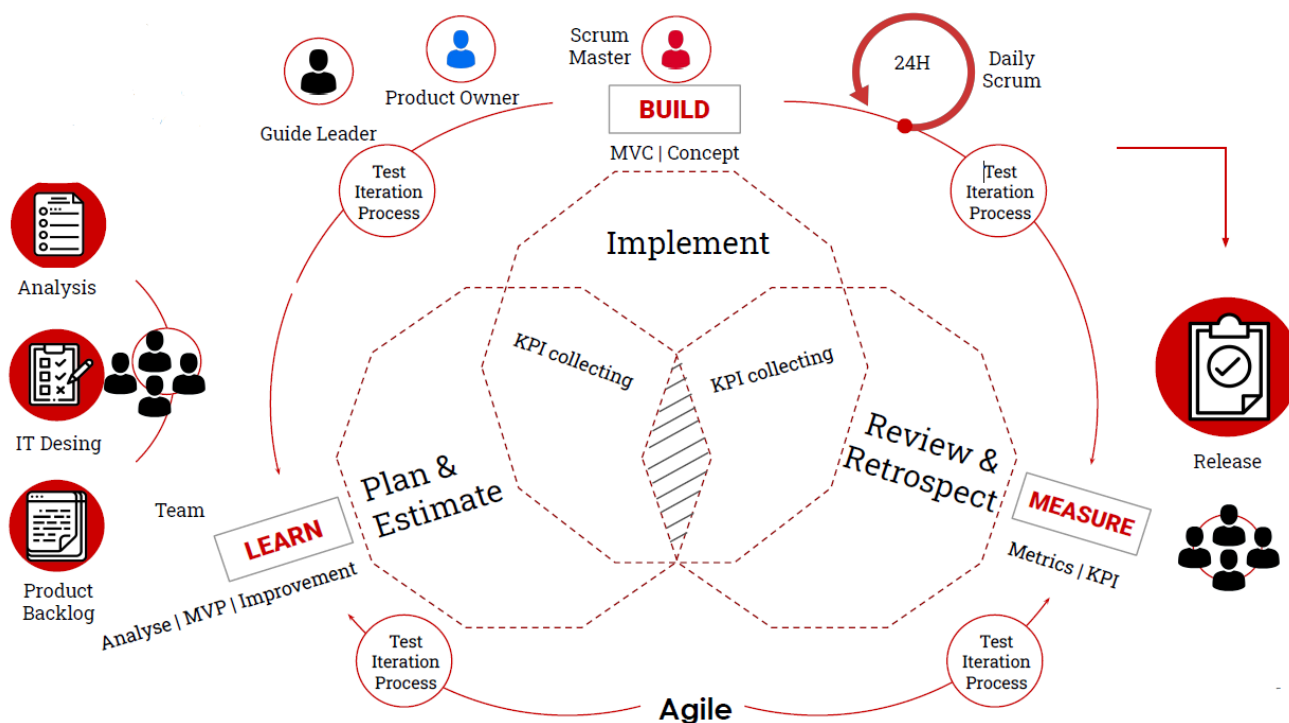 Scrum
Master
24H
Daily
Scrum
Product Owner
Guide Leader
BUILD
MVC | Concept
Test
Iteration
Process
Test
Iteration
Process
Implement
Analysis
KPI collecting
KPI collecting
IT Desing
Plan &
Estimate
Review &
Retrospect
Release
Team
LEARN
MEASURE
Product
Backlog
Analyse | MVP | Improvement
Metrics | KPI
Test
Iteration
Process
Test
Iteration
Process
Agile